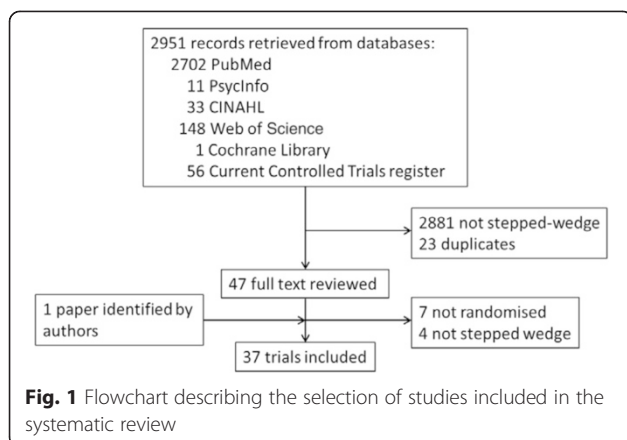 2951 records retrieved from databases:
2702 PubMed
11 PsycInfo
33 CINAHL
148 Web of Science
1 Cochrane Library
56 Current Controlled Trials register
2881 not stepped-wedge
23 duplicates
47 full text reviewed
1 paper identified by
authors
7 not randomised
4 not stepped wedge
37 trials included
Fig. 1 Flowchart describing the selection of studies included in the
systematic review